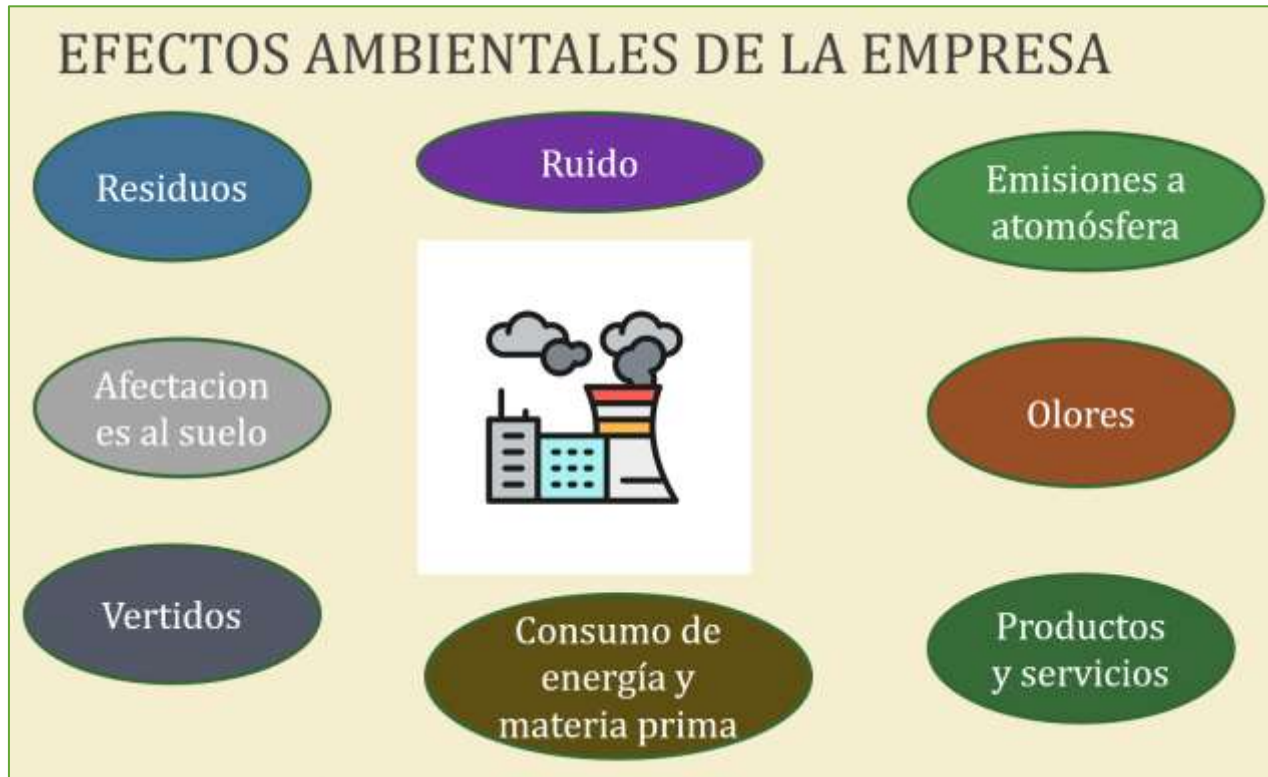 EFECTOS AMBIENTALES DE LA EMPRESA
Residuos
Ruido
Emisiones a
atomósfera
Afectacion
es al suelo
Olores
Vertidos
Consumo de
energía y
materia prima
Productos
y servicios